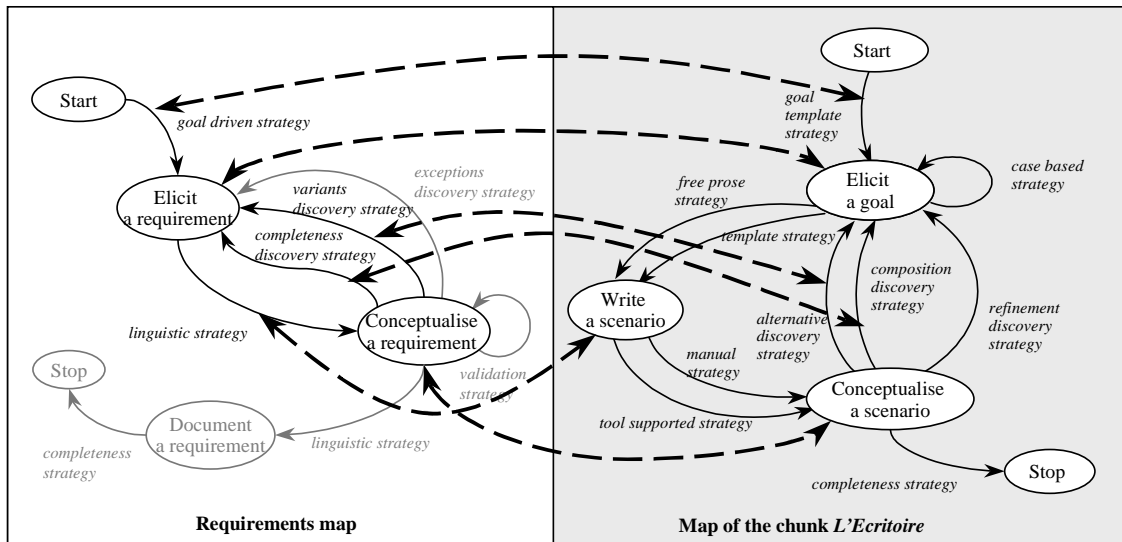 Start
goal driven strategy
Elicit
a requirement
variants
discovery strategy
exceptions
discovery strategy
completeness
discovery strategy
linguistic strategy
Conceptualise
a requirement
validation
strategy
Stop
Document
a requirement
linguistic strategy
completeness
strategy
Requirements map
Start
goal
template
strategy
Elicit
a goal
case based
strategy
free prose
strategy
template strategy
Write
a scenario
composition
discovery
strategy
alternative
discovery
strategy
refinement
discovery
strategy
manual
strategy
Conceptualise
a scenario
tool supported strategy
completeness strategy
Stop
Map of the chunk L'Ecritoire